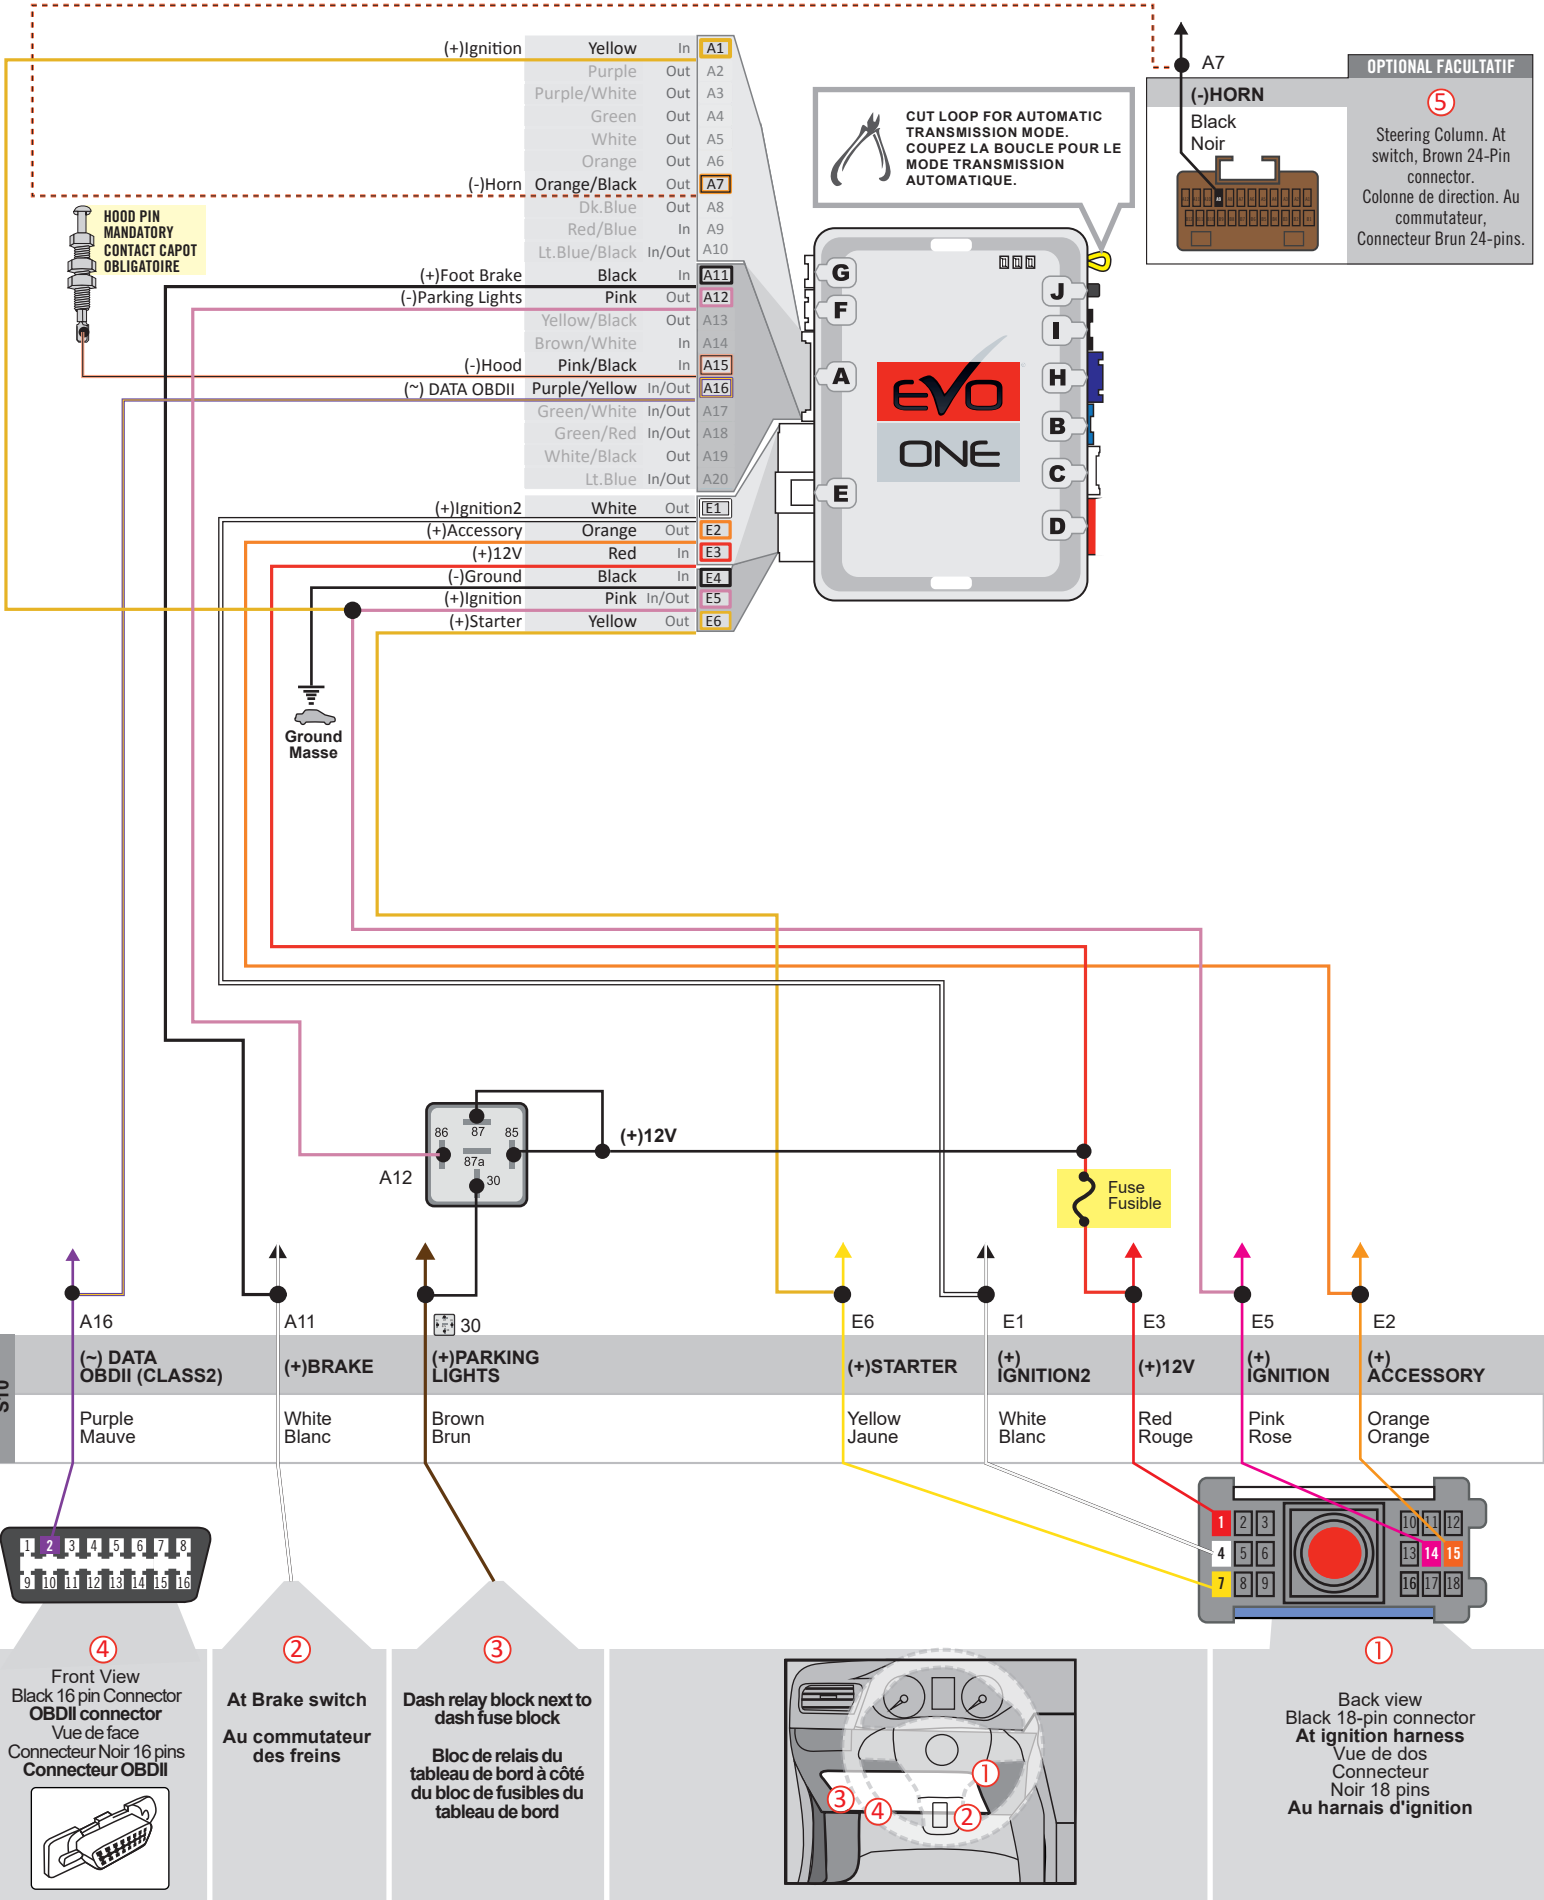 (+)Ignition Yellow In A1
Purple Out A2
Purple/White Out A3
Green Out A4
White Out A5
Orange Out A6
(-)Horn Orange/Black Out A7
Dk.Blue Out A8
Red/Blue In A9
Lt.Blue/Black In/Out A10
(+)Foot Brake Black In A11
(-)Parking Lights Pink Out A12
Yellow/Black Out A13
Brown/White In A14
(-)Hood Pink/Black In A15
(~) DATA OBDII Purple/Yellow In/Out A16
Green/White In/Out A17
Green/Red In/Out A18
White/Black Out A19
Lt.Blue In/Out A20
(+)Ignition2 White Out E1
(+)Accessory Orange Out E2
(+)12V Red In E3
(-)Ground Black In E4
(+)Ignition Pink In/Out E5
(+)Starter Yellow Out E6
HOOD PIN
MANDATORY
CONTACT CAPOT
OBLIGATOIRE
CUT LOOP FOR AUTOMATIC
TRANSMISSION MODE.
COUPEZ LA BOUCLE POUR LE
MODE TRANSMISSION
AUTOMATIQUE.
G
F
A
E
J
I
H
B
C
D
EVO
ONE
A7
OPTIONAL FACULTATIF
(-)HORN
Black
Noir
5
Steering Column. At
switch, Brown 24-Pin
connector.
Colonne de direction. Au
commutateur,
Connecteur Brun 24-pins.
Ground
Masse
86
87
85
87a
30
A12
(+)12V
Fuse
Fusible
A16
A11
30
E6
E1
E3
E5
E2
S10
(~) DATA
OBDII (CLASS2)
(+)BRAKE
(+)PARKING
LIGHTS
(+)STARTER
(+)
IGNITION2
(+)12V
(+)
IGNITION
(+)
ACCESSORY
Purple
Mauve
White
Blanc
Brown
Brun
Yellow
Jaune
White
Blanc
Red
Rouge
Pink
Rose
Orange
Orange
1 2 3 4 5 6 7 8
9 10 11 12 13 14 15 16
1 2 3 10 11 12
4 5 6 13 14 15
7 8 9 16 17 18
4
Front View
Black 16 pin Connector
OBDII connector
Vue de face
Connecteur Noir 16 pins
Connecteur OBDII
2
At Brake switch
Au commutateur
des freins
3
Dash relay block next to
dash fuse block
Bloc de relais du
tableau de bord à côté
du bloc de fusibles du
tableau de bord
1
3
4
2
1
Back view
Black 18-pin connector
At ignition harness
Vue de dos
Connecteur
Noir 18 pins
Au harnais d'ignition